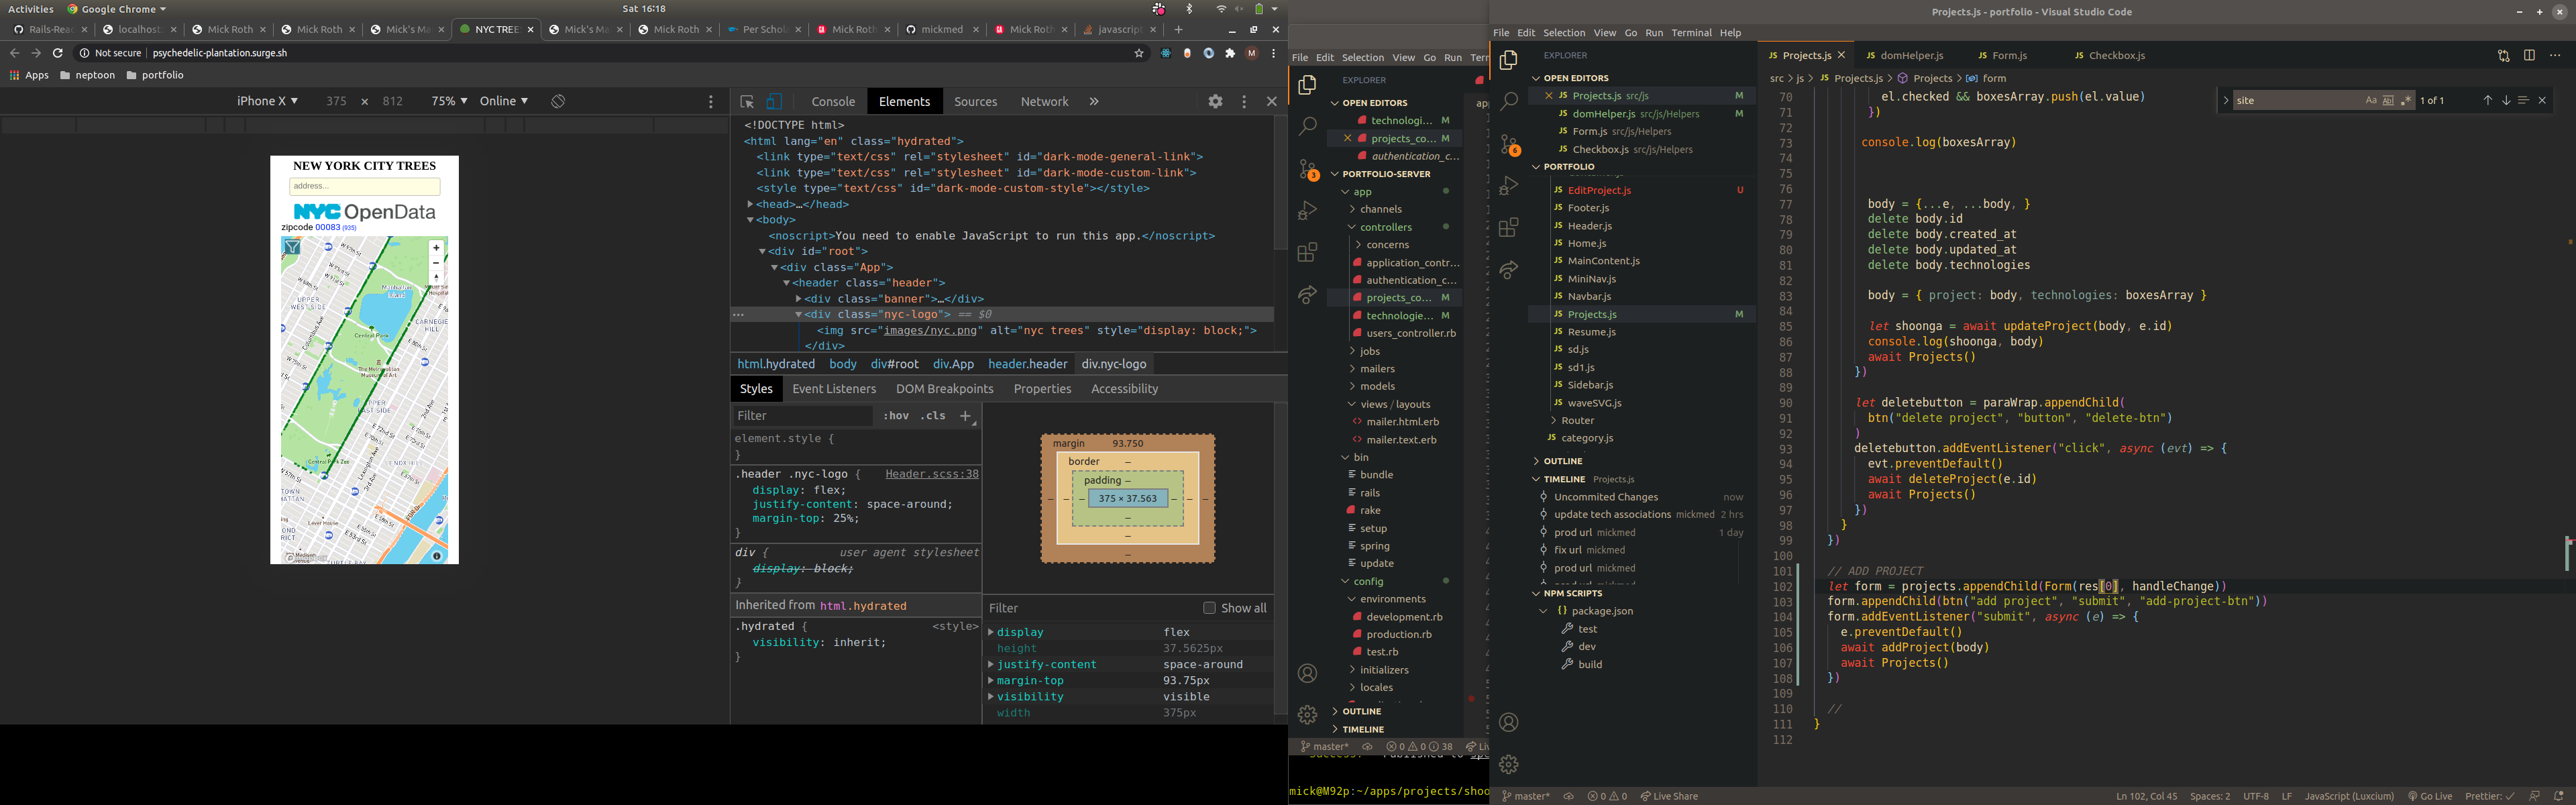 Activities
Google Chrome
Sat 16:18
Rails-Rea
localhost:
Mick Roth
Mick Roth
Mick's Ma
NYC TREE
Mick's Ma
Mick Roth
Per Schola
Mick Roth
mickmed
Mick Roth
javascript
Not secure
psychedelic-plantation.surge.sh
Apps
neptoon
portfolio
iPhone X
375
×
812
75%
Online
Console
Elements
Sources
Network
NEW YORK CITY TREES
address...
NYC OpenData
zipcode 00083 (935)
UPPER WEST SIDE
Central Park
The Metropolitan Museum of Art
UPPER EAST SIDE
CARNEGIE HILL
Central Park Zoo
<!DOCTYPE html>
<html lang="en" class="hydrated">
<link type="text/css" rel="stylesheet" id="dark-mode-general-link">
<link type="text/css" rel="stylesheet" id="dark-mode-custom-link">
<style type="text/css" id="dark-mode-custom-style"></style>
<head>…</head>
<body>
<noscript>You need to enable JavaScript to run this app.</noscript>
<div id="root">
<div class="App">
<header class="header">
<div class="banner">…</div>
<div class="nyc-logo"> == $0
<img src="images/nyc.png" alt="nyc trees" style="display: block;">
</div>
html.hydrated
body
div#root
div.App
header.header
div.nyc-logo
Styles
Event Listeners
DOM Breakpoints
Properties
Accessibility
Filter
:hov
.cls
element.style {
}
.header .nyc-logo {
Header.scss:38
display: flex;
justify-content: space-around;
margin-top: 25%;
}
div {
user agent stylesheet
display: block;
}
Inherited from html.hydrated
.hydrated {
<style>
visibility: inherit;
}
margin
93.750
border
padding
375 × 37.563
Filter
Show all
display
flex
height
37.5625px
justify-content
space-around
margin-top
93.75px
visibility
visible
width
375px
File Edit Selection View Go Run Tern
EXPLORER
OPEN EDITORS
technologi... M
projects_co... M
authentication_c...
PORTFOLIO-SERVER
app
channels
controllers
concerns
application_contr...
authentication_c...
projects_co... M
technologie... M
users_controller.rb
jobs
mailers
models
views / layouts
mailer.html.erb
mailer.text.erb
bin
bundle
rails
rake
setup
spring
update
config
environments
development.rb
production.rb
test.rb
initializers
locales
OUTLINE
TIMELINE
master*
0
0
38
mick@M92p:~/apps/projects/shoo
Projects.js - portfolio - Visual Studio Code
File Edit Selection View Go Run Terminal Help
EXPLORER
OPEN EDITORS
Projects.js src/js M
domHelper.js src/js/Helpers M
Form.js src/js/Helpers
Checkbox.js src/js/Helpers
PORTFOLIO
EditProject.js U
Footer.js
Header.js
Home.js
MainContent.js
MiniNav.js
Navbar.js
Projects.js M
Resume.js
sd.js
sd1.js
Sidebar.js
waveSVG.js
Router
category.js
OUTLINE
TIMELINE Projects.js
Uncommitted Changes now
update tech associations mickmed 2 hrs
prod url mickmed 1 day
fix url mickmed
prod url mickmed
NPM SCRIPTS
package.json
test
dev
build
Projects.js
domHelper.js
Form.js
Checkbox.js
src > js > Projects.js > Projects > form
site
1 of 1
70 el.checked && boxesArray.push(el.value)
71 })
72
73 console.log(boxesArray)
74
75
76
77 body = {...e, ...body, }
78 delete body.id
79 delete body.created_at
80 delete body.updated_at
81 delete body.technologies
82
83 body = { project: body, technologies: boxesArray }
84
85 let shoonga = await updateProject(body, e.id)
86 console.log(shoonga, body)
87 await Projects()
88 })
89
90 let deletebutton = paraWrap.appendChild(
91 btn("delete project", "button", "delete-btn")
92 )
93 deletebutton.addEventListener("click", async (evt) => {
94 evt.preventDefault()
95 await deleteProject(e.id)
96 await Projects()
97 })
98 }
99 })
100
101 // ADD PROJECT
102 let form = projects.appendChild(Form(res[0], handleChange))
103 form.appendChild(btn("add project", "submit", "add-project-btn"))
104 form.addEventListener("submit", async (e) => {
105 e.preventDefault()
106 await addProject(body)
107 await Projects()
108 })
109
110 //
111 }
112
master*
0
0
Live Share
Ln 102, Col 45
Spaces: 2
UTF-8
LF
JavaScript (Luxcium)
Go Live
Prettier: ✓